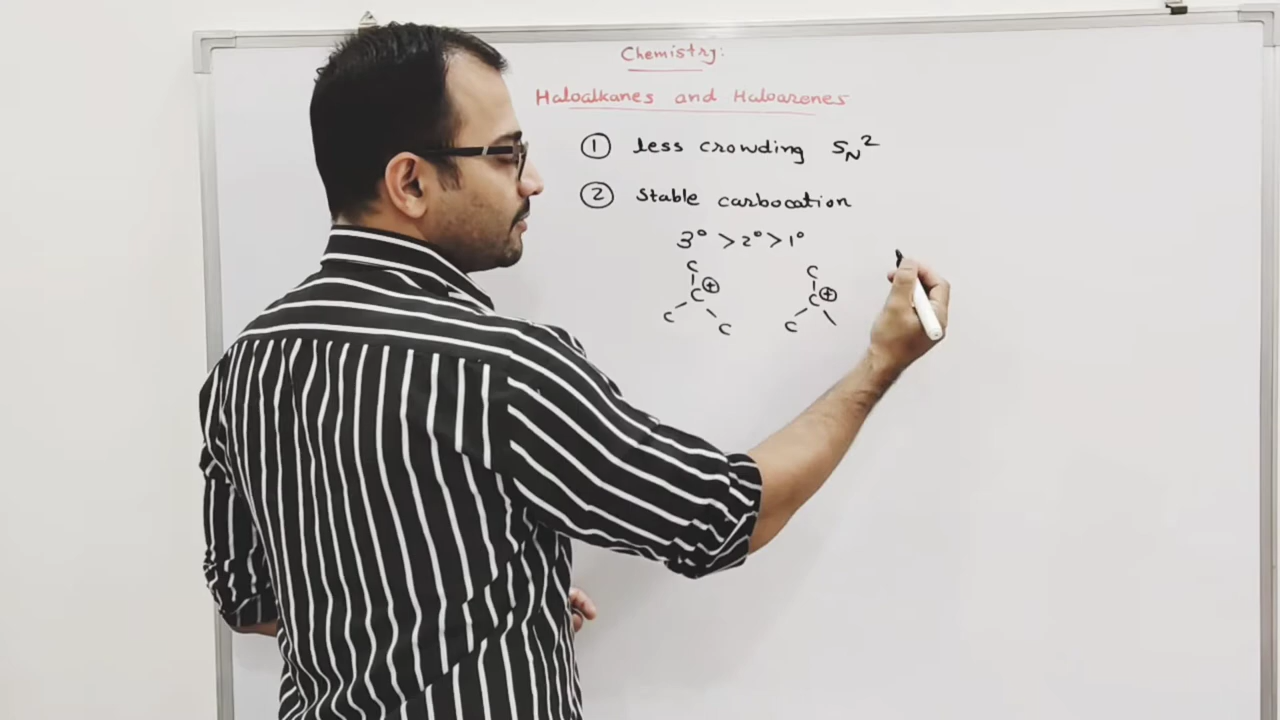 Chemistry:
Haloalkanes and Haloarenes
① less crowding SN²
② Stable carbocation
3° > 2° > 1°
C C
C ⊕ C ⊕
C C C